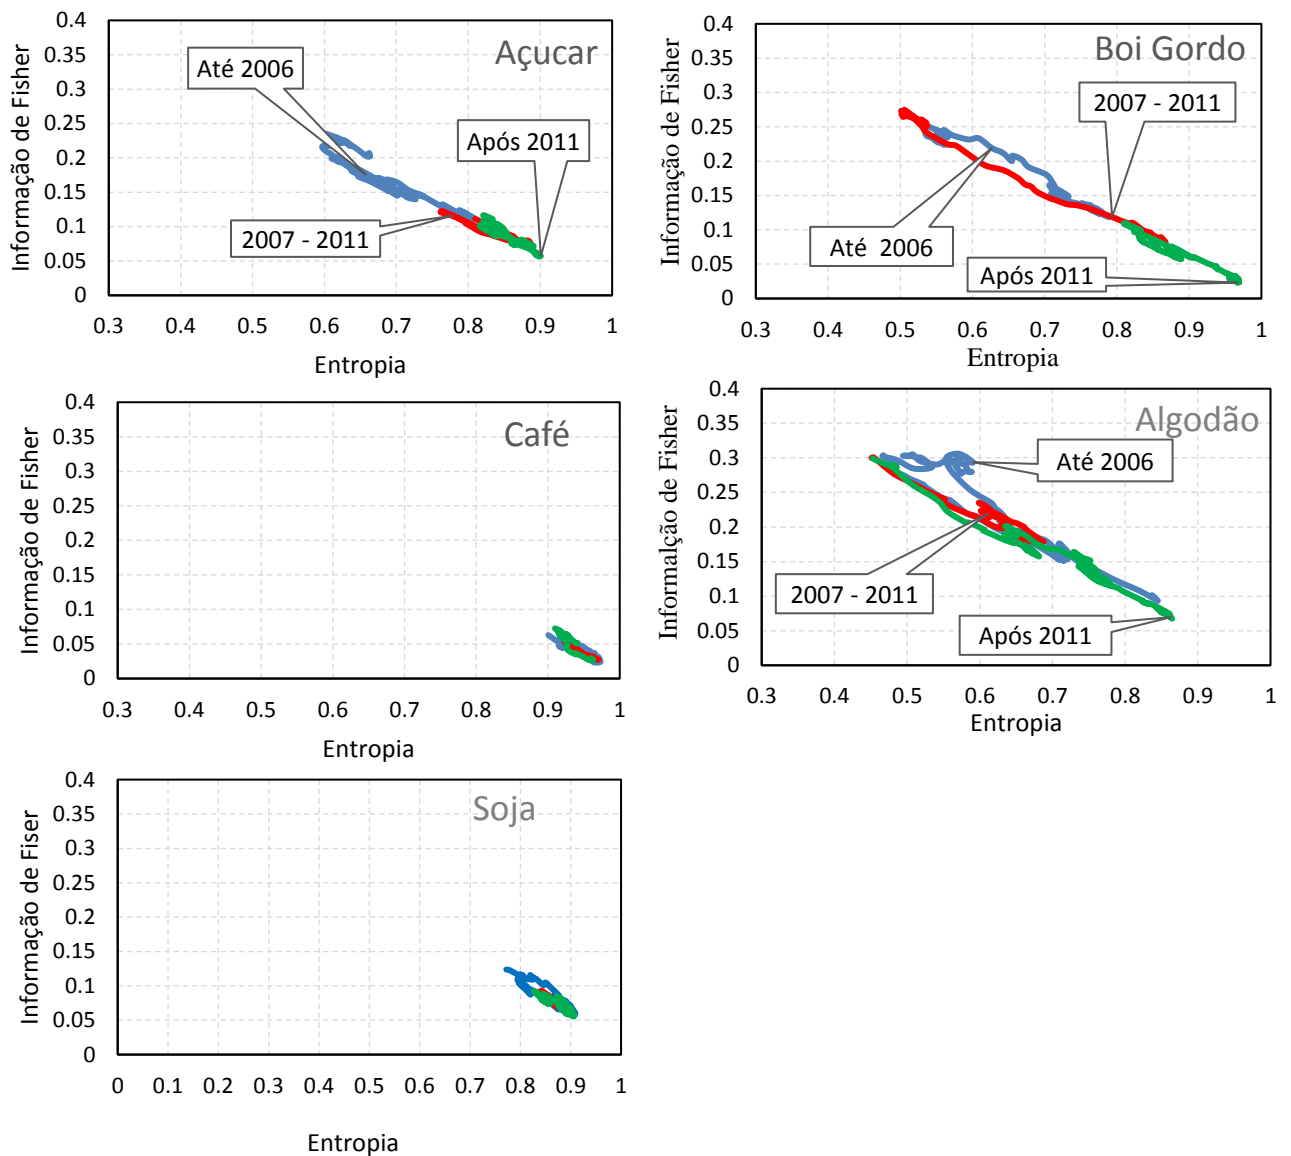 Açucar
Informação de Fisher
0.4
0.35
0.3
0.25
0.2
0.15
0.1
0.05
0
Até 2006
Após 2011
2007 - 2011
0.3 0.4 0.5 0.6 0.7 0.8 0.9 1
Entropia
Boi Gordo
Informação de Fisher
0.4
0.35
0.3
0.25
0.2
0.15
0.1
0.05
0
2007 - 2011
Até 2006
Após 2011
0.3 0.4 0.5 0.6 0.7 0.8 0.9 1
Entropia
Café
Informação de Fisher
0.4
0.35
0.3
0.25
0.2
0.15
0.1
0.05
0
0.3 0.4 0.5 0.6 0.7 0.8 0.9 1
Entropia
Algodão
Informalção de Fisher
0.4
0.35
0.3
0.25
0.2
0.15
0.1
0.05
0
Até 2006
2007 - 2011
Após 2011
0.3 0.4 0.5 0.6 0.7 0.8 0.9 1
Entropia
Soja
Informação de Fiser
0.4
0.35
0.3
0.25
0.2
0.15
0.1
0.05
0
0 0.1 0.2 0.3 0.4 0.5 0.6 0.7 0.8 0.9 1
Entropia